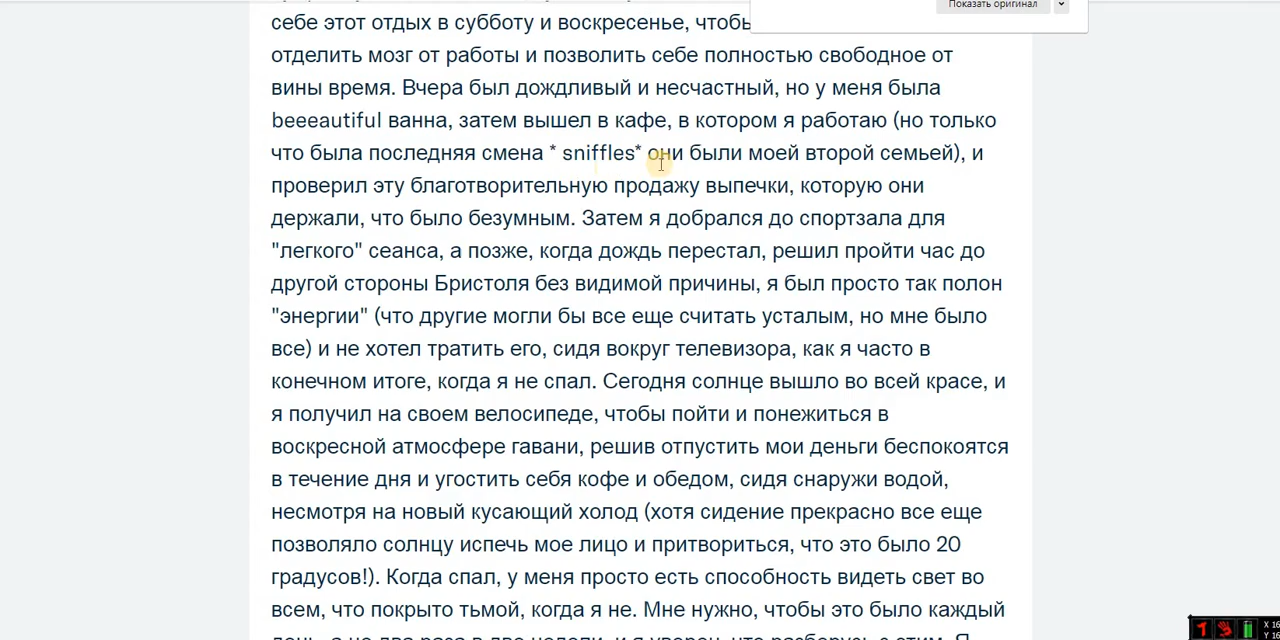 Показать оригинал
себе этот отдых в субботу и воскресенье, чтобы
отделить мозг от работы и позволить себе полностью свободное от
вины время. Вчера был дождливый и несчастный, но у меня была
beeeautiful ванна, затем вышел в кафе, в котором я работаю (но только
что была последняя смена * sniffles* они были моей второй семьей), и
проверил эту благотворительную продажу выпечки, которую они
держали, что было безумным. Затем я добрался до спортзала для
"легкого" сеанса, а позже, когда дождь перестал, решил пройти час до
другой стороны Бристоля без видимой причины, я был просто так полон
"энергии" (что другие могли бы все еще считать усталым, но мне было
все) и не хотел тратить его, сидя вокруг телевизора, как я часто в
конечном итоге, когда я не спал. Сегодня солнце вышло во всей красе, и
я получил на своем велосипеде, чтобы пойти и понежиться в
воскресной атмосфере гавани, решив отпустить мои деньги беспокоятся
в течение дня и угостить себя кофе и обедом, сидя снаружи водой,
несмотря на новый кусающий холод (хотя сидение прекрасно все еще
позволяло солнцу испечь мое лицо и притвориться, что это было 20
градусов!). Когда спал, у меня просто есть способность видеть свет во
всем, что покрыто тьмой, когда я не. Мне нужно, чтобы это было каждый
X 16